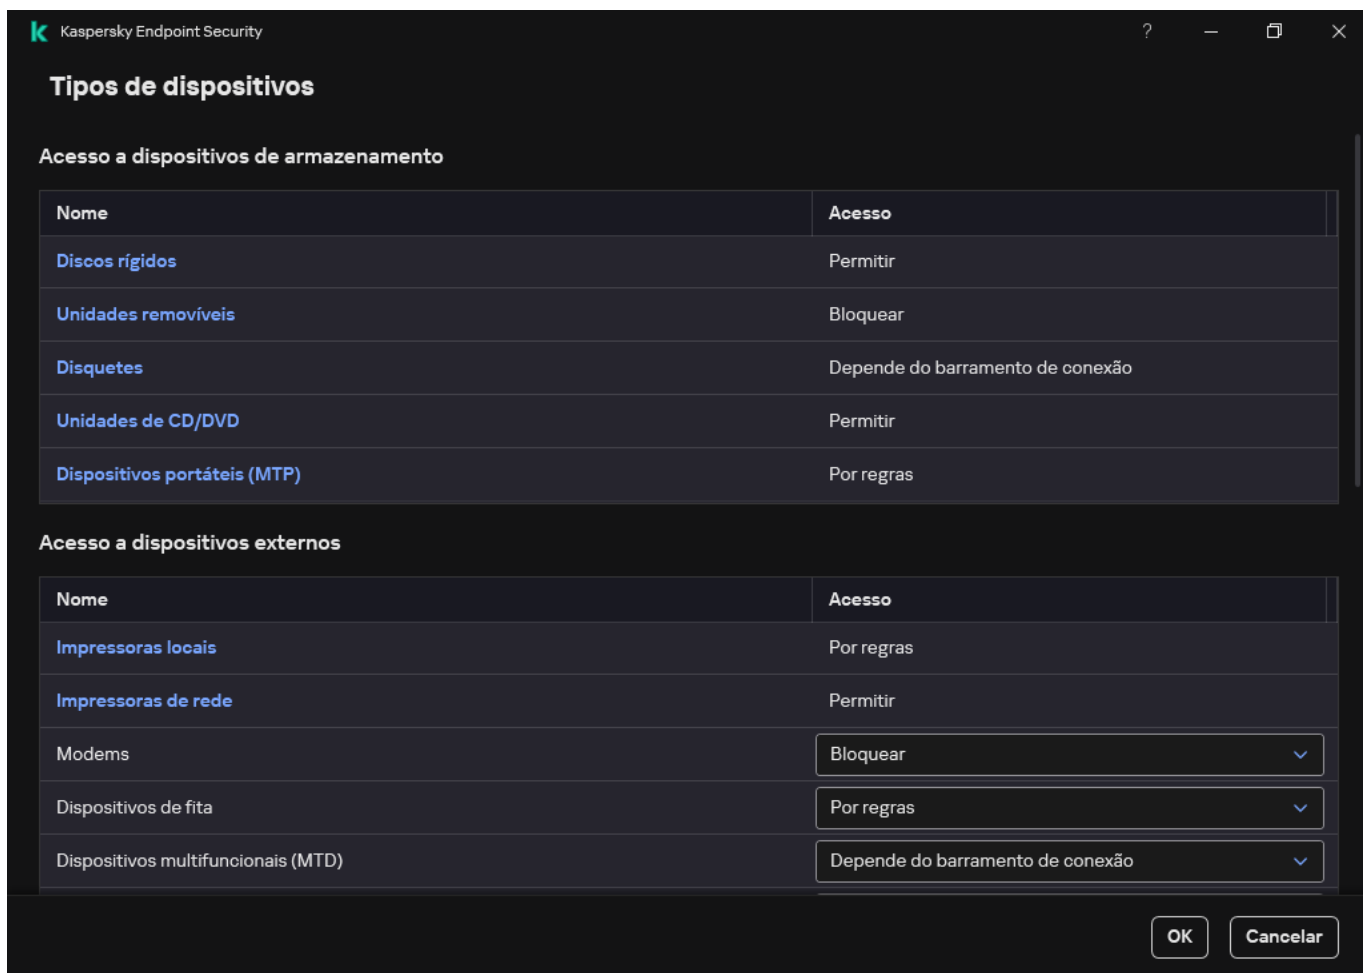 Kaspersky Endpoint Security
?
Tipos de dispositivos
Acesso a dispositivos de armazenamento
Nome Acesso
Discos rígidos Permitir
Unidades removíveis Bloquear
Disquetes Depende do barramento de conexão
Unidades de CD/DVD Permitir
Dispositivos portáteis (MTP) Por regras
Acesso a dispositivos externos
Nome Acesso
Impressoras locais Por regras
Impressoras de rede Permitir
Modems Bloquear
Dispositivos de fita Por regras
Dispositivos multifuncionais (MTD) Depende do barramento de conexão
OK Cancelar